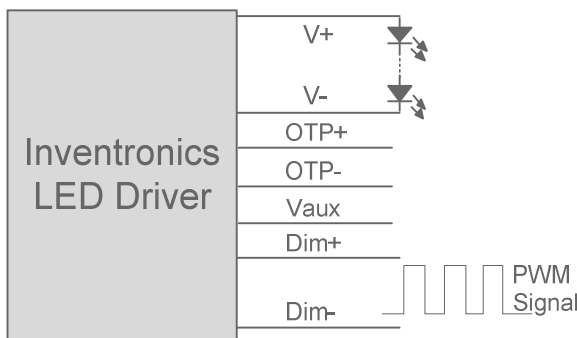 V+
V-
OTP+
OTP-
Inventronics
LED Driver
Vaux
Dim+
PWM
Signal
Dim-